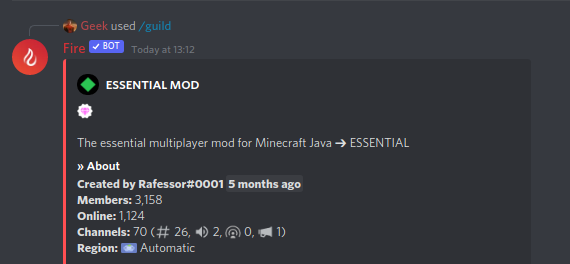 Geek used /guild
Fire BOT Today at 13:12
ESSENTIAL MOD
The essential multiplayer mod for Minecraft Java ➔ ESSENTIAL
» About
Created by Rafessor#0001 5 months ago
Members: 3,158
Online: 1,124
Channels: 70 ( 26, 2, 0, 1)
Region: Automatic